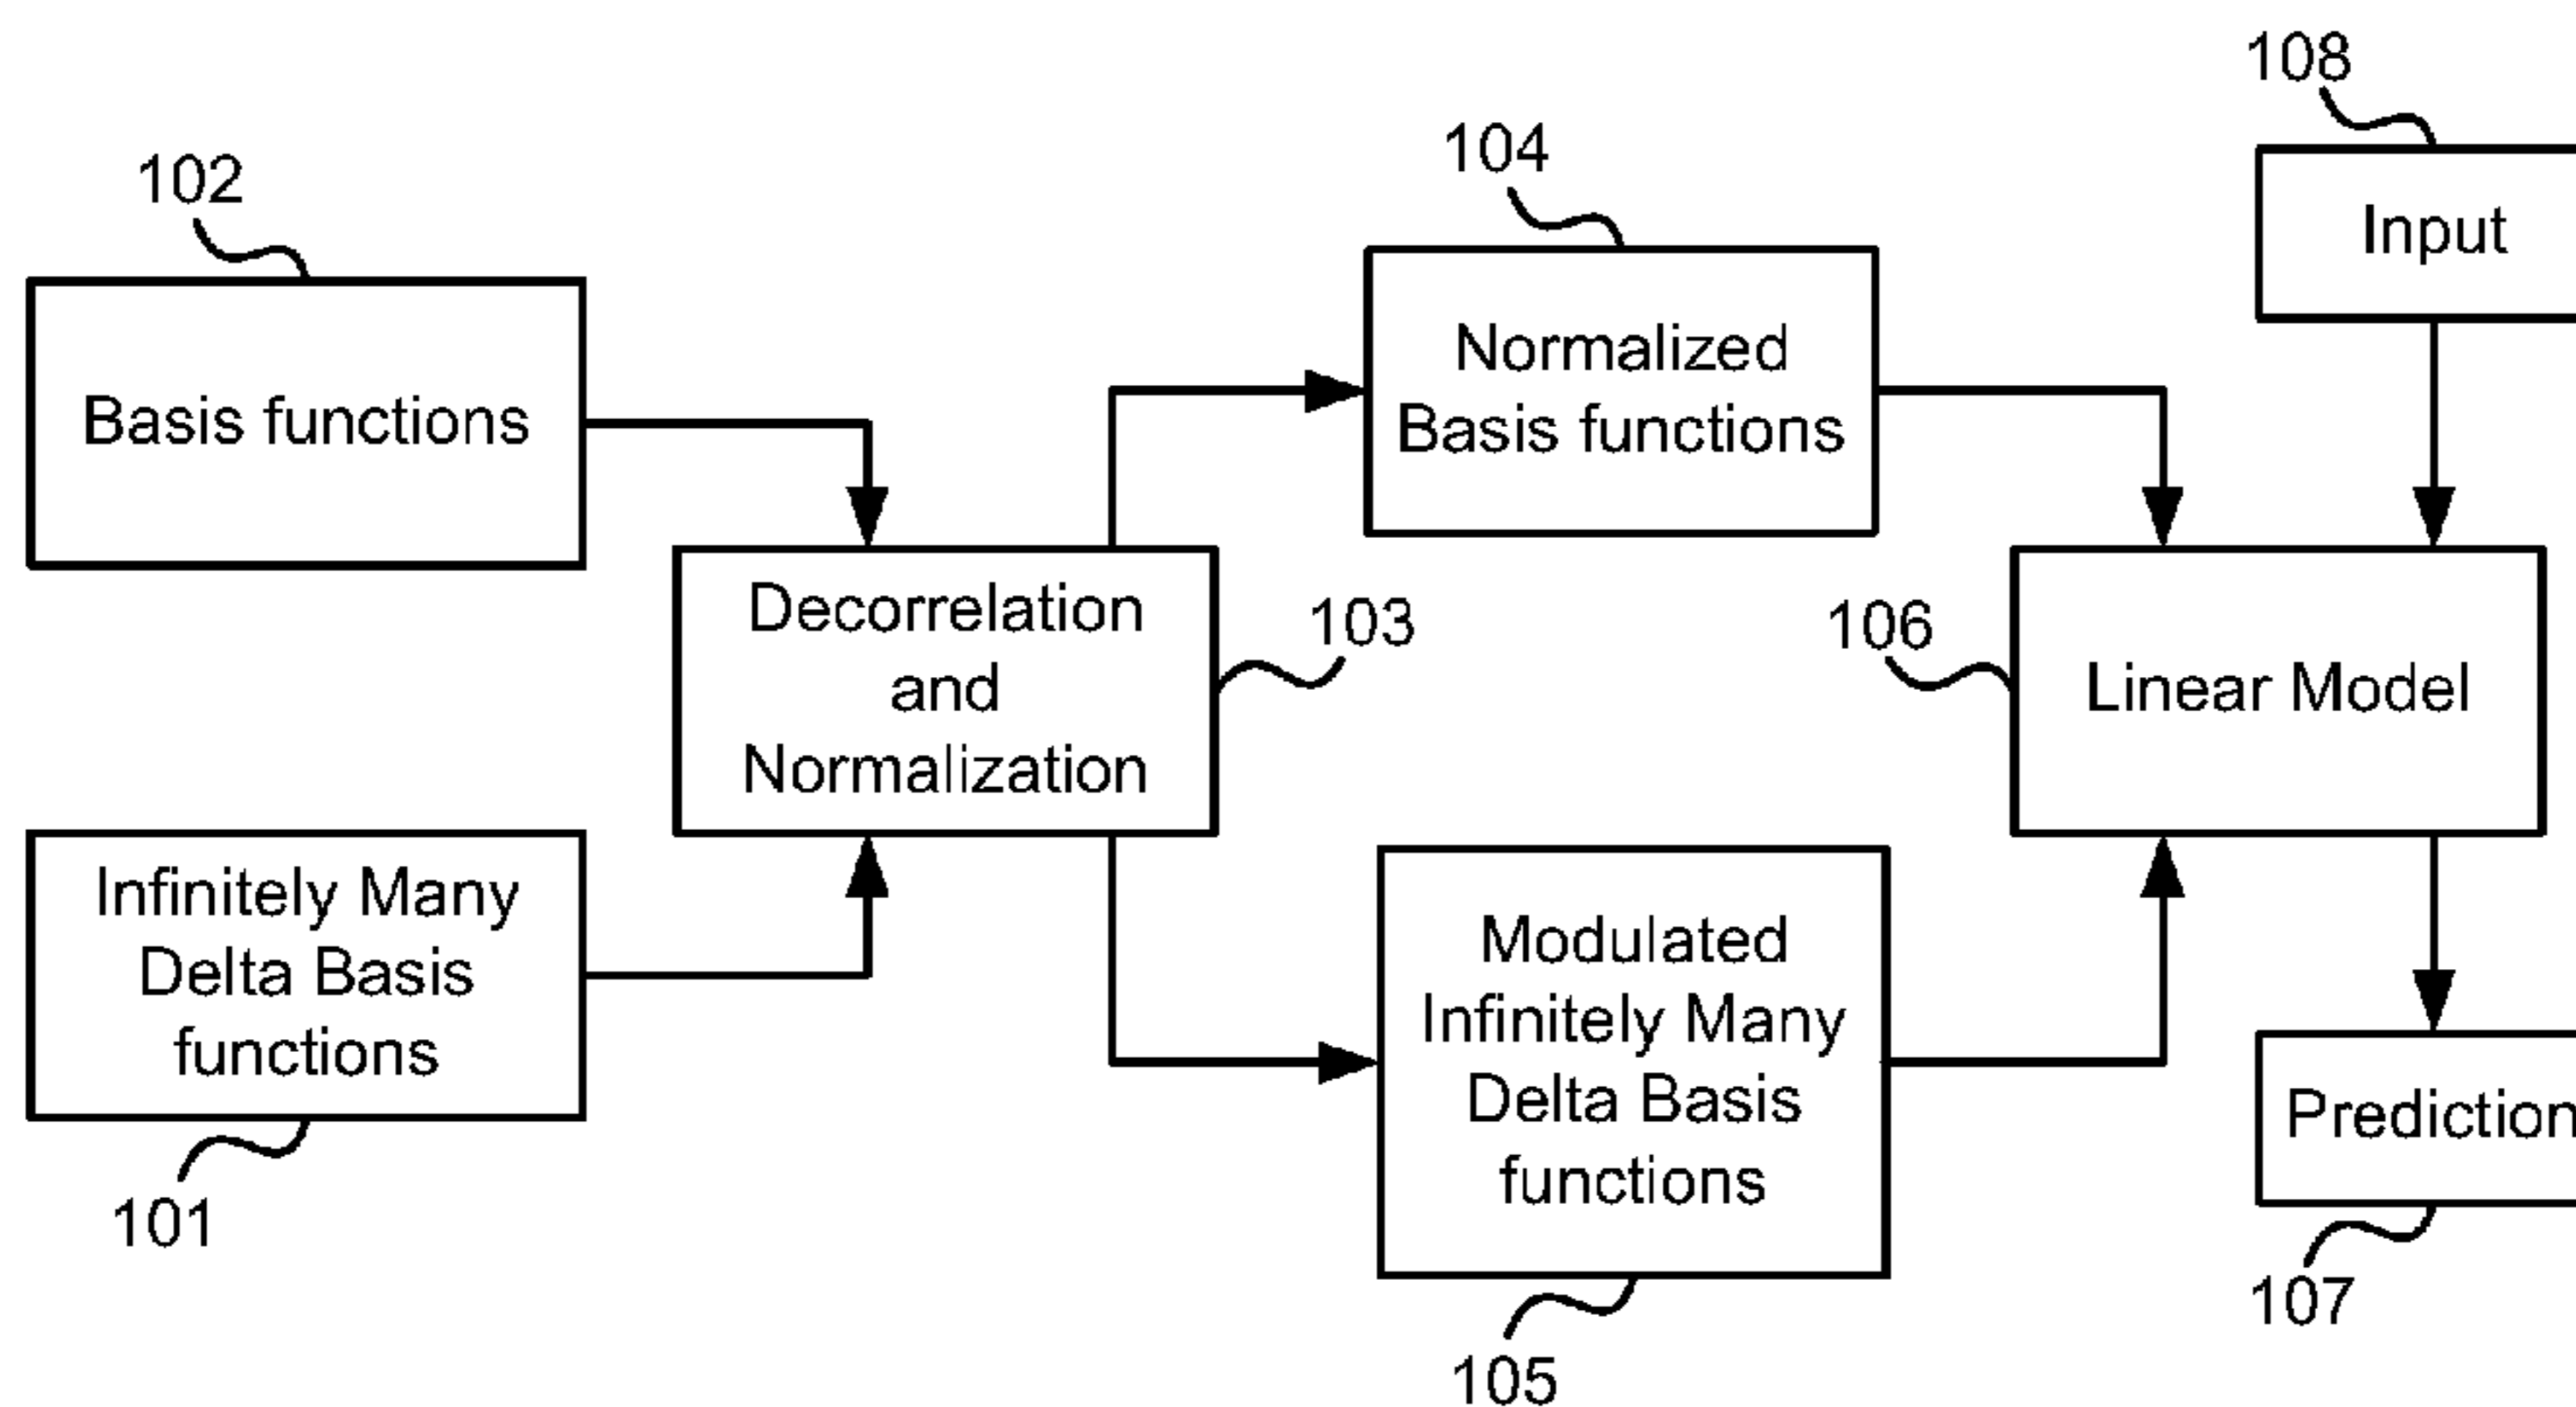 108
Input
104
Normalized
Basis functions
102
Basis functions
Decorrelation
and
Normalization
103
106
Linear Model
Infinitely Many
Delta Basis
functions
101
Modulated
Infinitely Many
Delta Basis
functions
105
Prediction
107